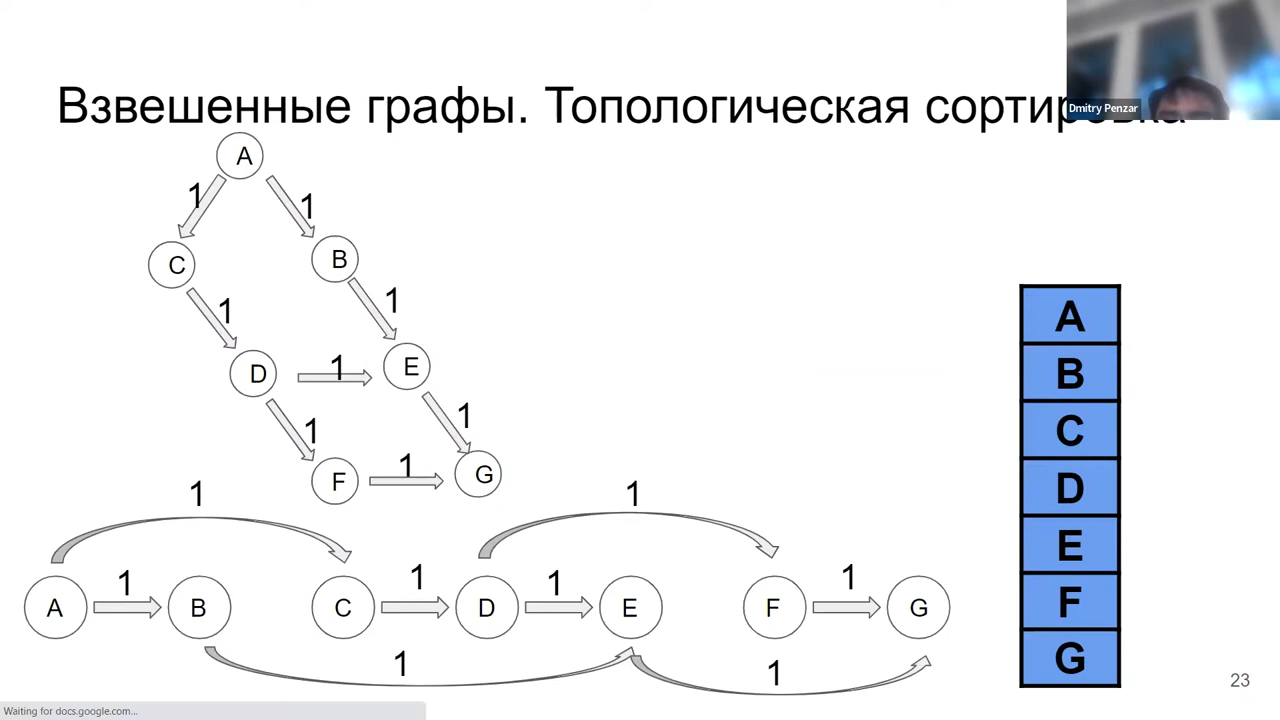 Dmitry Penzar
Взвешенные графы. Топологическая сортировка
A
1 1
C B
1 1
D 1 E
1 1
F 1 G
1 1
A 1 B C 1 D 1 E F 1 G
1 1
A
B
C
D
E
F
G
23
Waiting for docs.google.com...